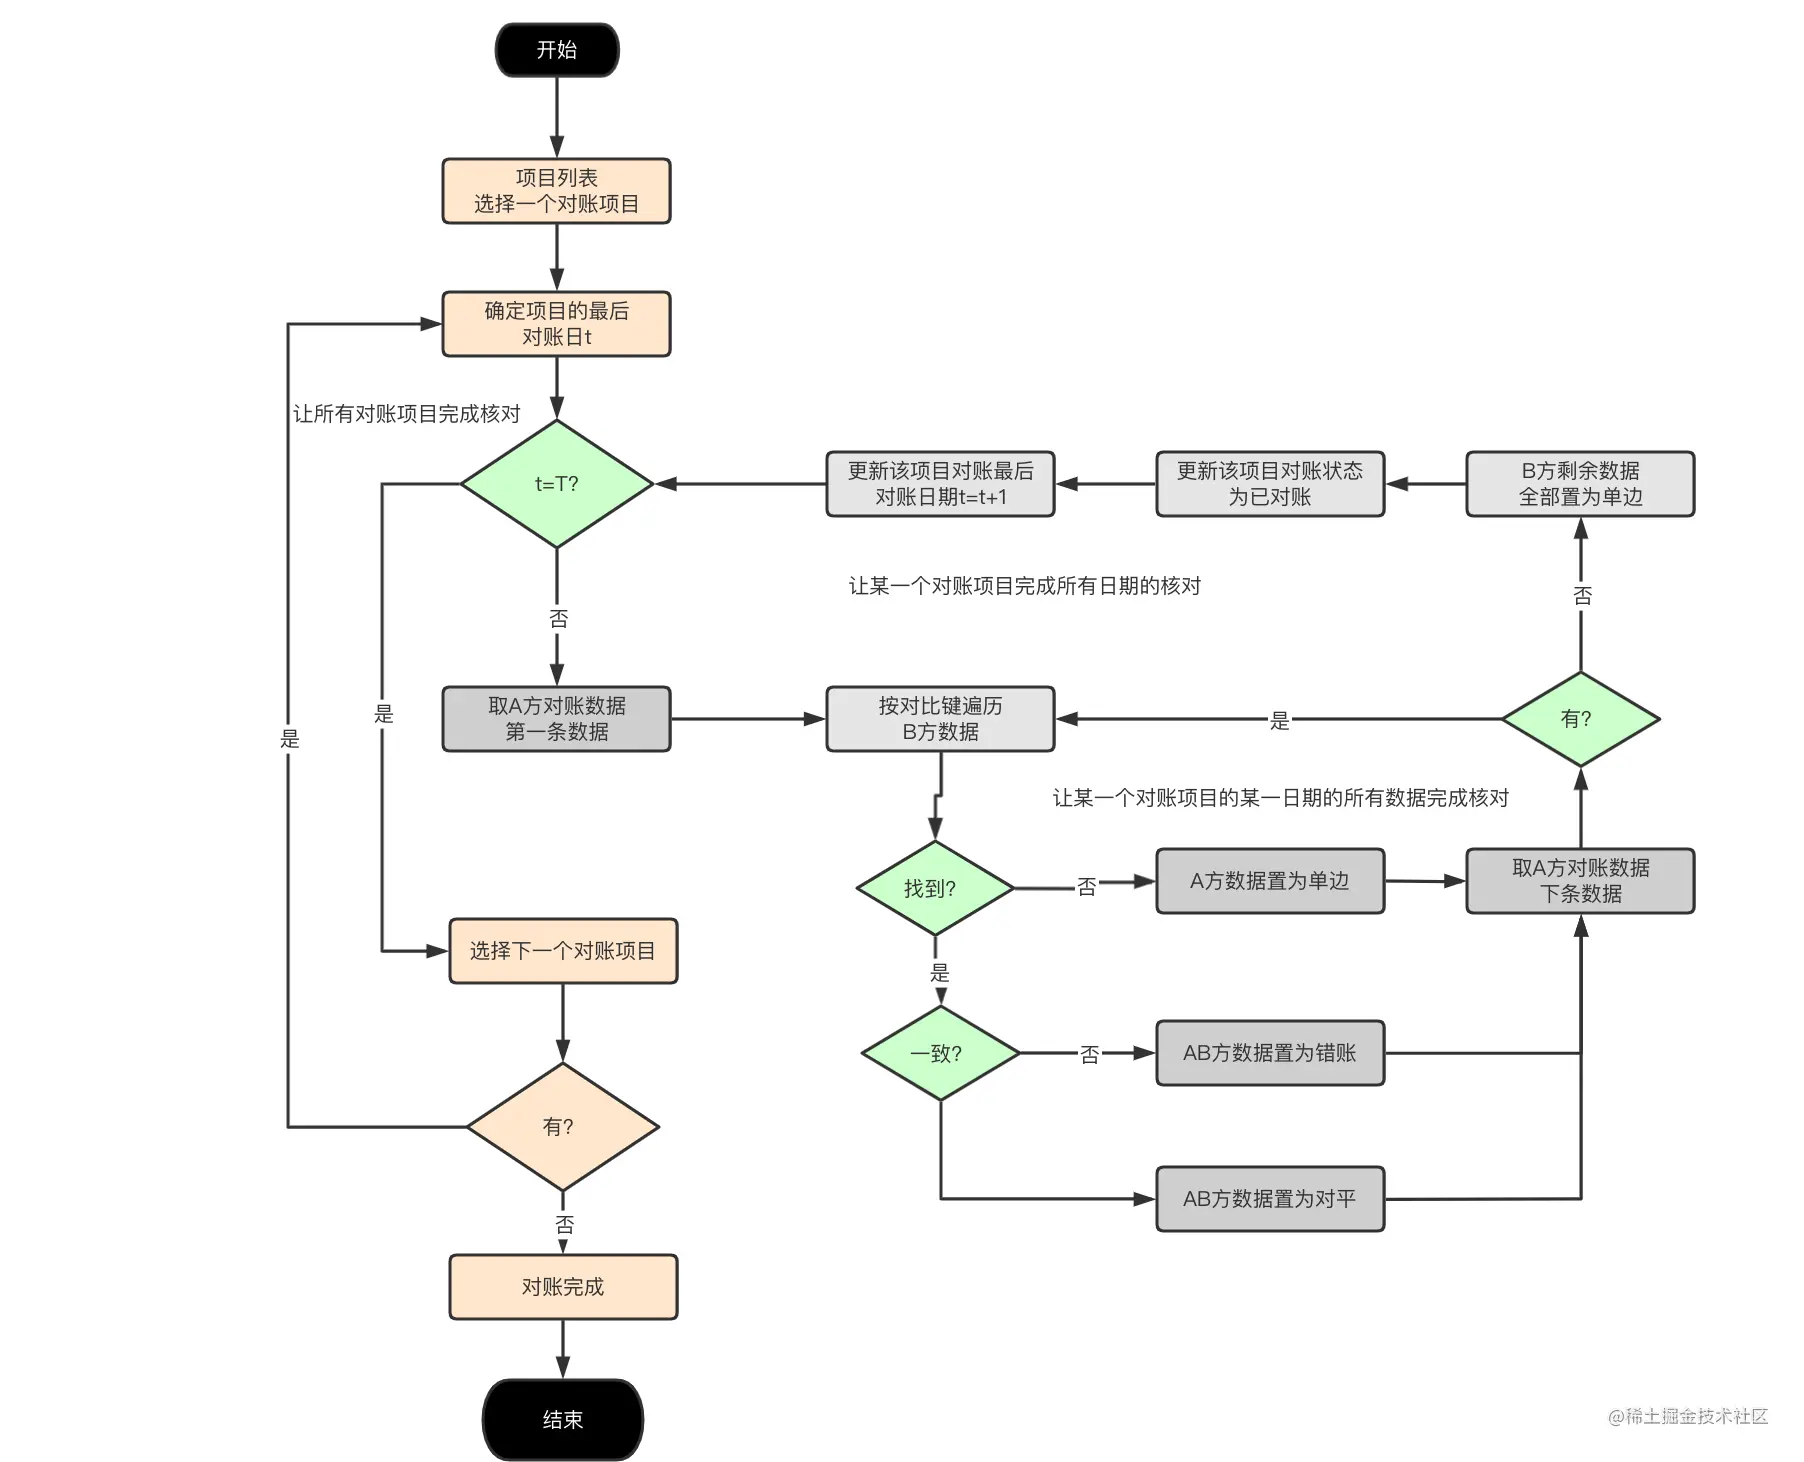 开始
项目列表
选择一个对账项目
确定项目的最后
对账日t
让所有对账项目完成核对
t=T?
更新该项目对账最后
对账日期t=t+1
更新该项目对账状态
为已对账
B方剩余数据
全部置为单边
让某一个对账项目完成所有日期的核对
否
否
取A方对账数据
第一条数据
按对比键遍历
B方数据
是
有?
是
是
让某一个对账项目的某一日期的所有数据完成核对
找到?
否
A方数据置为单边
取A方对账数据
下条数据
选择下一个对账项目
是
一致?
否
AB方数据置为错账
有?
AB方数据置为对平
否
对账完成
结束
@稀土掘金技术社区